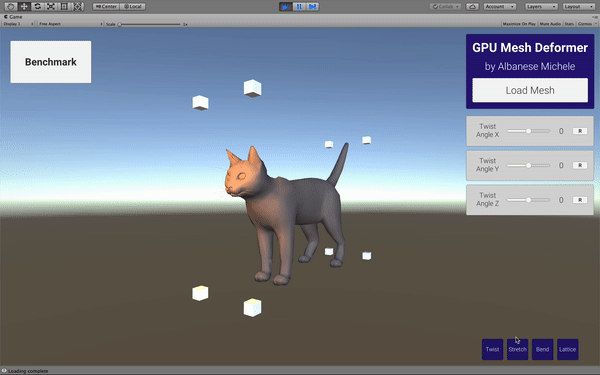 Center
Local
Collab
Account
Layers
Layout
Game
Display 1
Free Aspect
Scale
1x
Maximize On Play
Mute Audio
Stats
Gizmos
Benchmark
GPU Mesh Deformer
by Albanese Michele
Load Mesh
Twist
Angle X
0
R
Twist
Angle Y
0
R
Twist
Angle Z
0
R
Twist
Stretch
Bend
Lattice
Loading complete